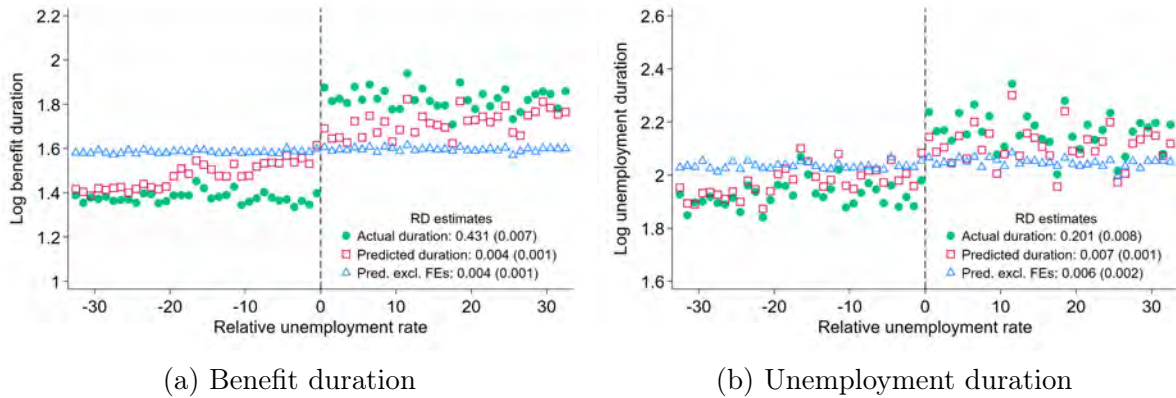 2.2
2
1.8
1.6
1.4
1.2
1
Log benefit duration
-30 -20 -10 0 10 20 30
Relative unemployment rate
RD estimates
Actual duration: 0.431 (0.007)
Predicted duration: 0.004 (0.001)
Pred. excl. FEs: 0.004 (0.001)
(a) Benefit duration
2.6
2.4
2.2
2.0
1.8
1.6
Log unemployment duration
-30 -20 -10 0 10 20 30
Relative unemployment rate
RD estimates
Actual duration: 0.201 (0.008)
Predicted duration: 0.007 (0.001)
Pred. excl. FEs: 0.006 (0.002)
(b) Unemployment duration